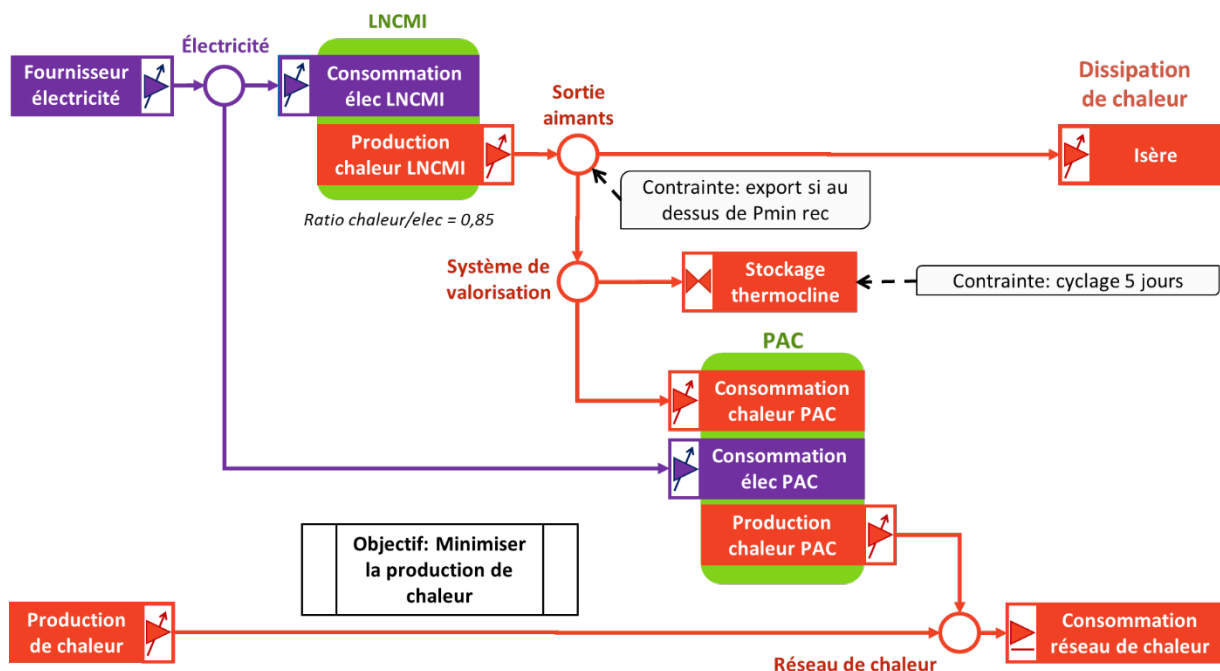 LNCMI
Électricité
Fournisseur
électricité
Consommation
élec LNCMI
Production
chaleur LNCMI
Ratio chaleur/elec = 0,85
Sortie
aimants
Dissipation
de chaleur
Isère
Contrainte: export si au
dessus de Pmin rec
Système de
valorisation
Stockage
thermocline
Contrainte: cyclage 5 jours
PAC
Consommation
chaleur PAC
Consommation
élec PAC
Production
chaleur PAC
Objectif: Minimiser
la production de
chaleur
Production
de chaleur
Réseau de chaleur
Consommation
réseau de chaleur